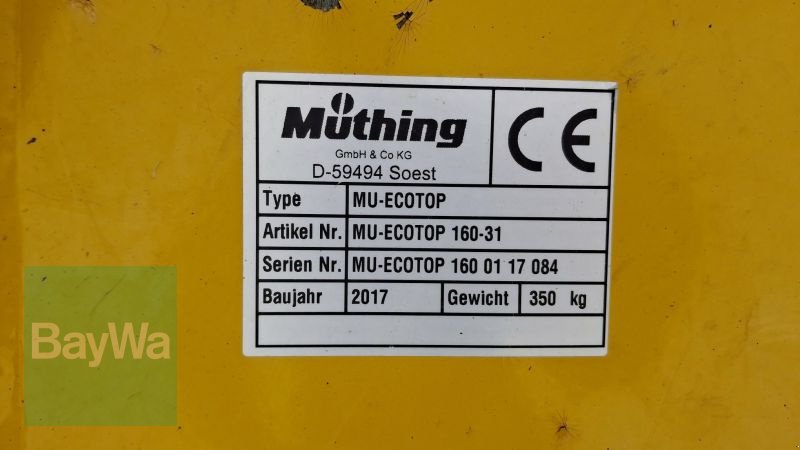 Müthing
GmbH & Co KG
D-59494 Soest
CE
Type MU-ECOTOP
Artikel Nr. MU-ECOTOP 160-31
Serien Nr. MU-ECOTOP 160 01 17 084
Baujahr 2017 Gewicht 350 kg
BayWa